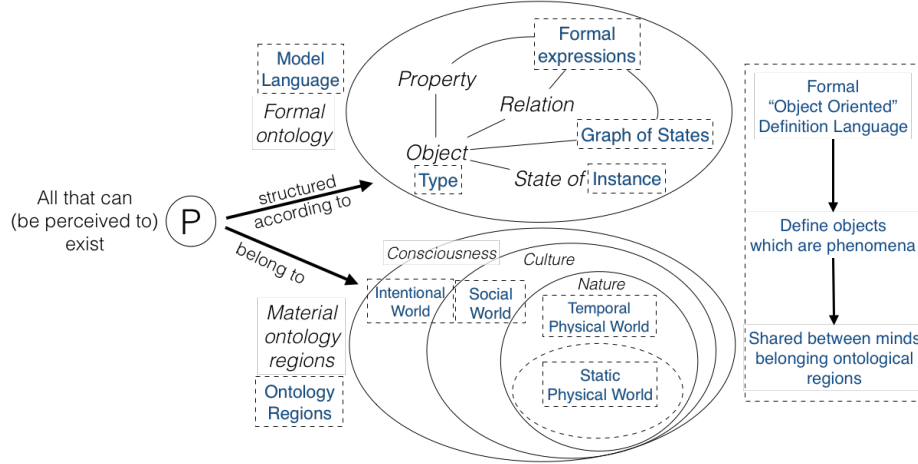 All that can
(be perceived to)
exist
P
structured
according to
belong to
Model
Language
Formal
ontology
Property
Formal
expressions
Relation
Graph of States
Object
Type
State of Instance
Material
ontology
regions
Ontology
Regions
Consciousness
Culture
Nature
Intentional
World
Social
World
Temporal
Physical World
Static
Physical World
Formal
“Object Oriented”
Definition Language
Define objects
which are phenomena
Shared between minds
belonging ontological
regions